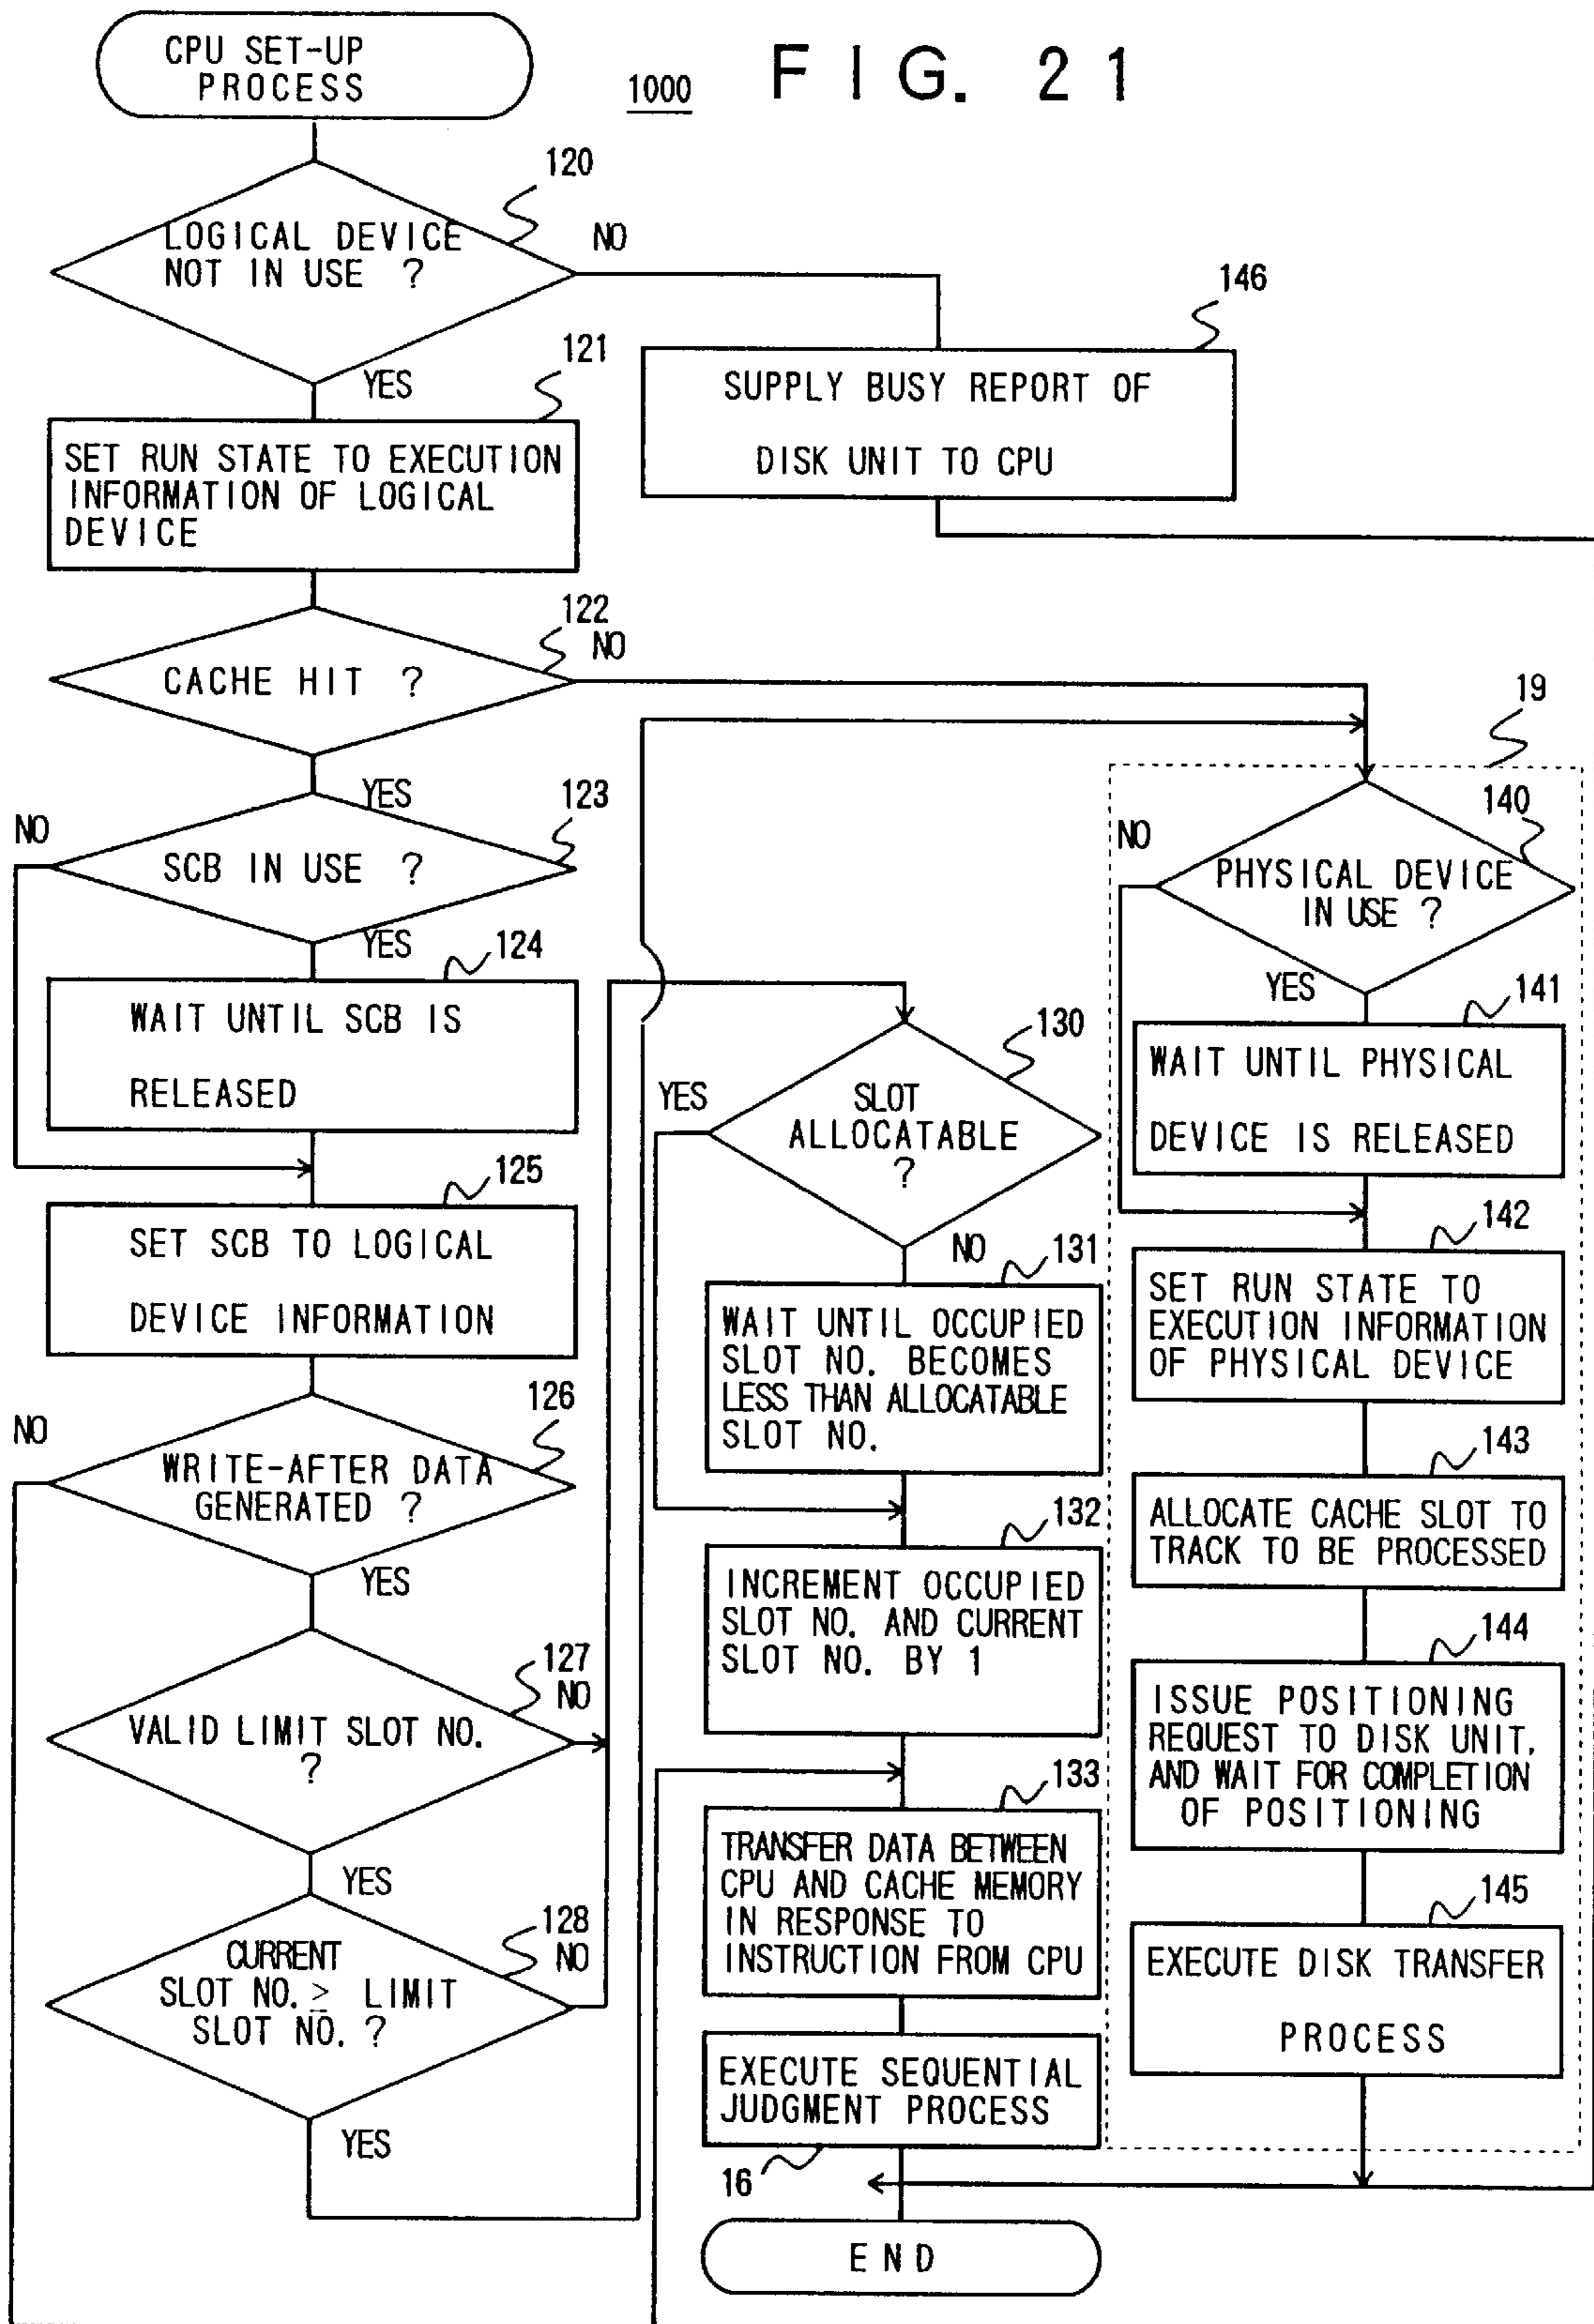 CPU SET-UP
PROCESS
1000
FIG. 21
120
LOGICAL DEVICE
NOT IN USE ?
NO
YES
121
SET RUN STATE TO EXECUTION
INFORMATION OF LOGICAL
DEVICE
146
SUPPLY BUSY REPORT OF
DISK UNIT TO CPU
122
NO
CACHE HIT ?
YES
123
NO
SCB IN USE ?
YES
124
WAIT UNTIL SCB IS
RELEASED
125
SET SCB TO LOGICAL
DEVICE INFORMATION
126
NO
WRITE-AFTER DATA
GENERATED ?
YES
127
NO
VALID LIMIT SLOT NO.
?
YES
128
NO
CURRENT
SLOT NO. ≥ LIMIT
SLOT NO. ?
YES
130
YES
SLOT
ALLOCATABLE
?
NO
131
WAIT UNTIL OCCUPIED
SLOT NO. BECOMES
LESS THAN ALLOCATABLE
SLOT NO.
132
INCREMENT OCCUPIED
SLOT NO. AND CURRENT
SLOT NO. BY 1
133
TRANSFER DATA BETWEEN
CPU AND CACHE MEMORY
IN RESPONSE TO
INSTRUCTION FROM CPU
EXECUTE SEQUENTIAL
JUDGMENT PROCESS
16
END
19
140
NO
PHYSICAL DEVICE
IN USE ?
YES
141
WAIT UNTIL PHYSICAL
DEVICE IS RELEASED
142
SET RUN STATE TO
EXECUTION INFORMATION
OF PHYSICAL DEVICE
143
ALLOCATE CACHE SLOT TO
TRACK TO BE PROCESSED
144
ISSUE POSITIONING
REQUEST TO DISK UNIT,
AND WAIT FOR COMPLETION
OF POSITIONING
145
EXECUTE DISK TRANSFER
PROCESS